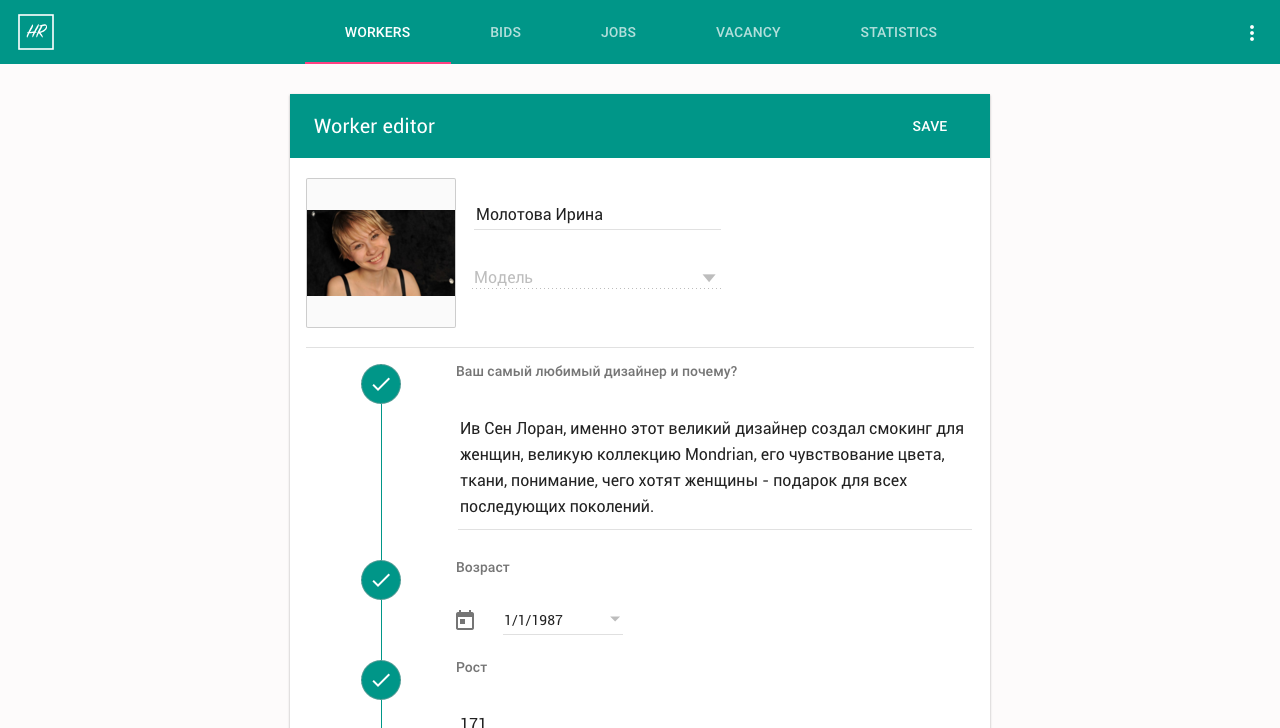 HR
WORKERS
BIDS
JOBS
VACANCY
STATISTICS
Worker editor
SAVE
Молотова Ирина
Модель
Ваш самый любимый дизайнер и почему?
Ив Сен Лоран, именно этот великий дизайнер создал смокинг для
женщин, великую коллекцию Mondrian, его чувствование цвета,
ткани, понимание, чего хотят женщины - подарок для всех
последующих поколений.
Возраст
1/1/1987
Рост
171